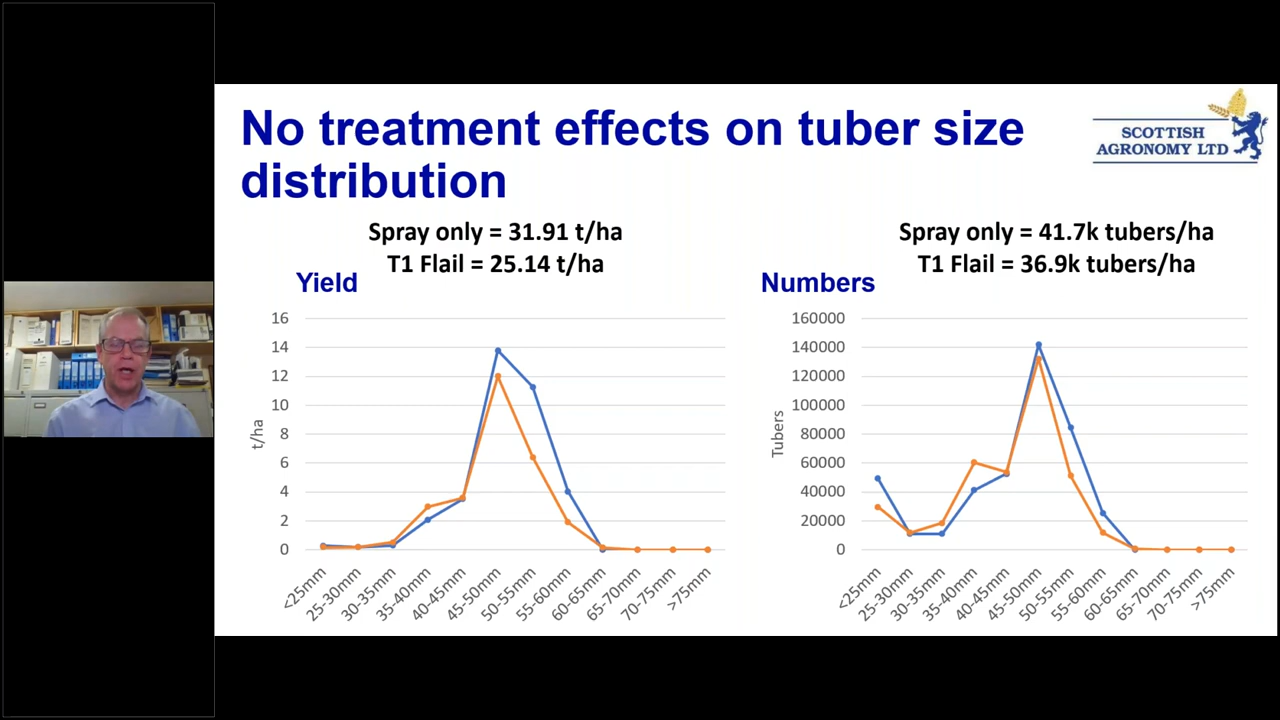 No treatment effects on tuber size
distribution
SCOTTISH
AGRONOMY LTD
Spray only = 31.91 t/ha
T1 Flail = 25.14 t/ha
Yield
16
14
12
10
8
6
4
2
0
t/ha
<25mm
25-30mm
30-35mm
35-40mm
40-45mm
45-50mm
50-55mm
55-60mm
60-65mm
65-70mm
70-75mm
>75mm
Spray only = 41.7k tubers/ha
T1 Flail = 36.9k tubers/ha
Numbers
160000
140000
120000
100000
80000
60000
40000
20000
0
Tubers
<25mm
25-30mm
30-35mm
35-40mm
40-45mm
45-50mm
50-55mm
55-60mm
60-65mm
65-70mm
70-75mm
>75mm